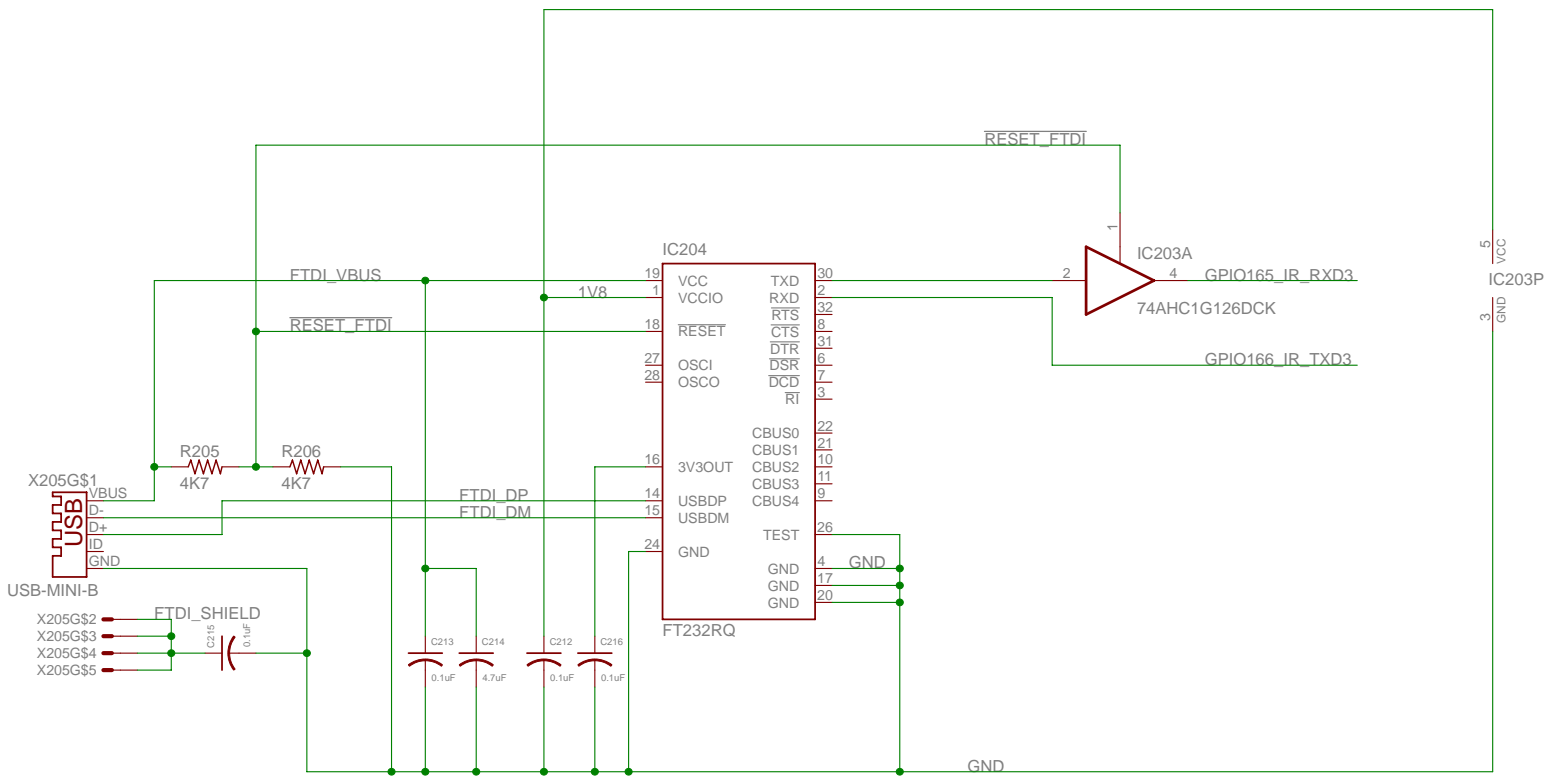 RESET_FTDI
1
IC204
IC203A
5
VCC
FTDI_VBUS
19
VCC
TXD
30
2
4
GPIO165_IR_RXD3
IC203P
1V8
1
VCCIO
RXD
2
74AHC1G126DCK
3
GND
RTS
32
RESET_FTDI
18
RESET
CTS
8
DTR
31
27
OSCI
DSR
6
GPIO166_IR_TXD3
28
OSCO
DCD
7
RI
3
CBUS0
22
R205
R206
CBUS1
21
16
3V3OUT
CBUS2
10
4K7
4K7
CBUS3
11
X205G$1
VBUS
FTDI_DP
14
USBDP
CBUS4
9
D-
FTDI_DM
15
USBDM
USB
D+
TEST
26
ID
24
GND
GND
GND
4
GND
GND
17
USB-MINI-B
GND
20
FTDI_SHIELD
X205G$2
FT232RQ
X205G$3
C215
0.1uF
C213
C214
C212
C216
X205G$4
X205G$5
0.1uF
4.7uF
0.1uF
0.1uF
GND